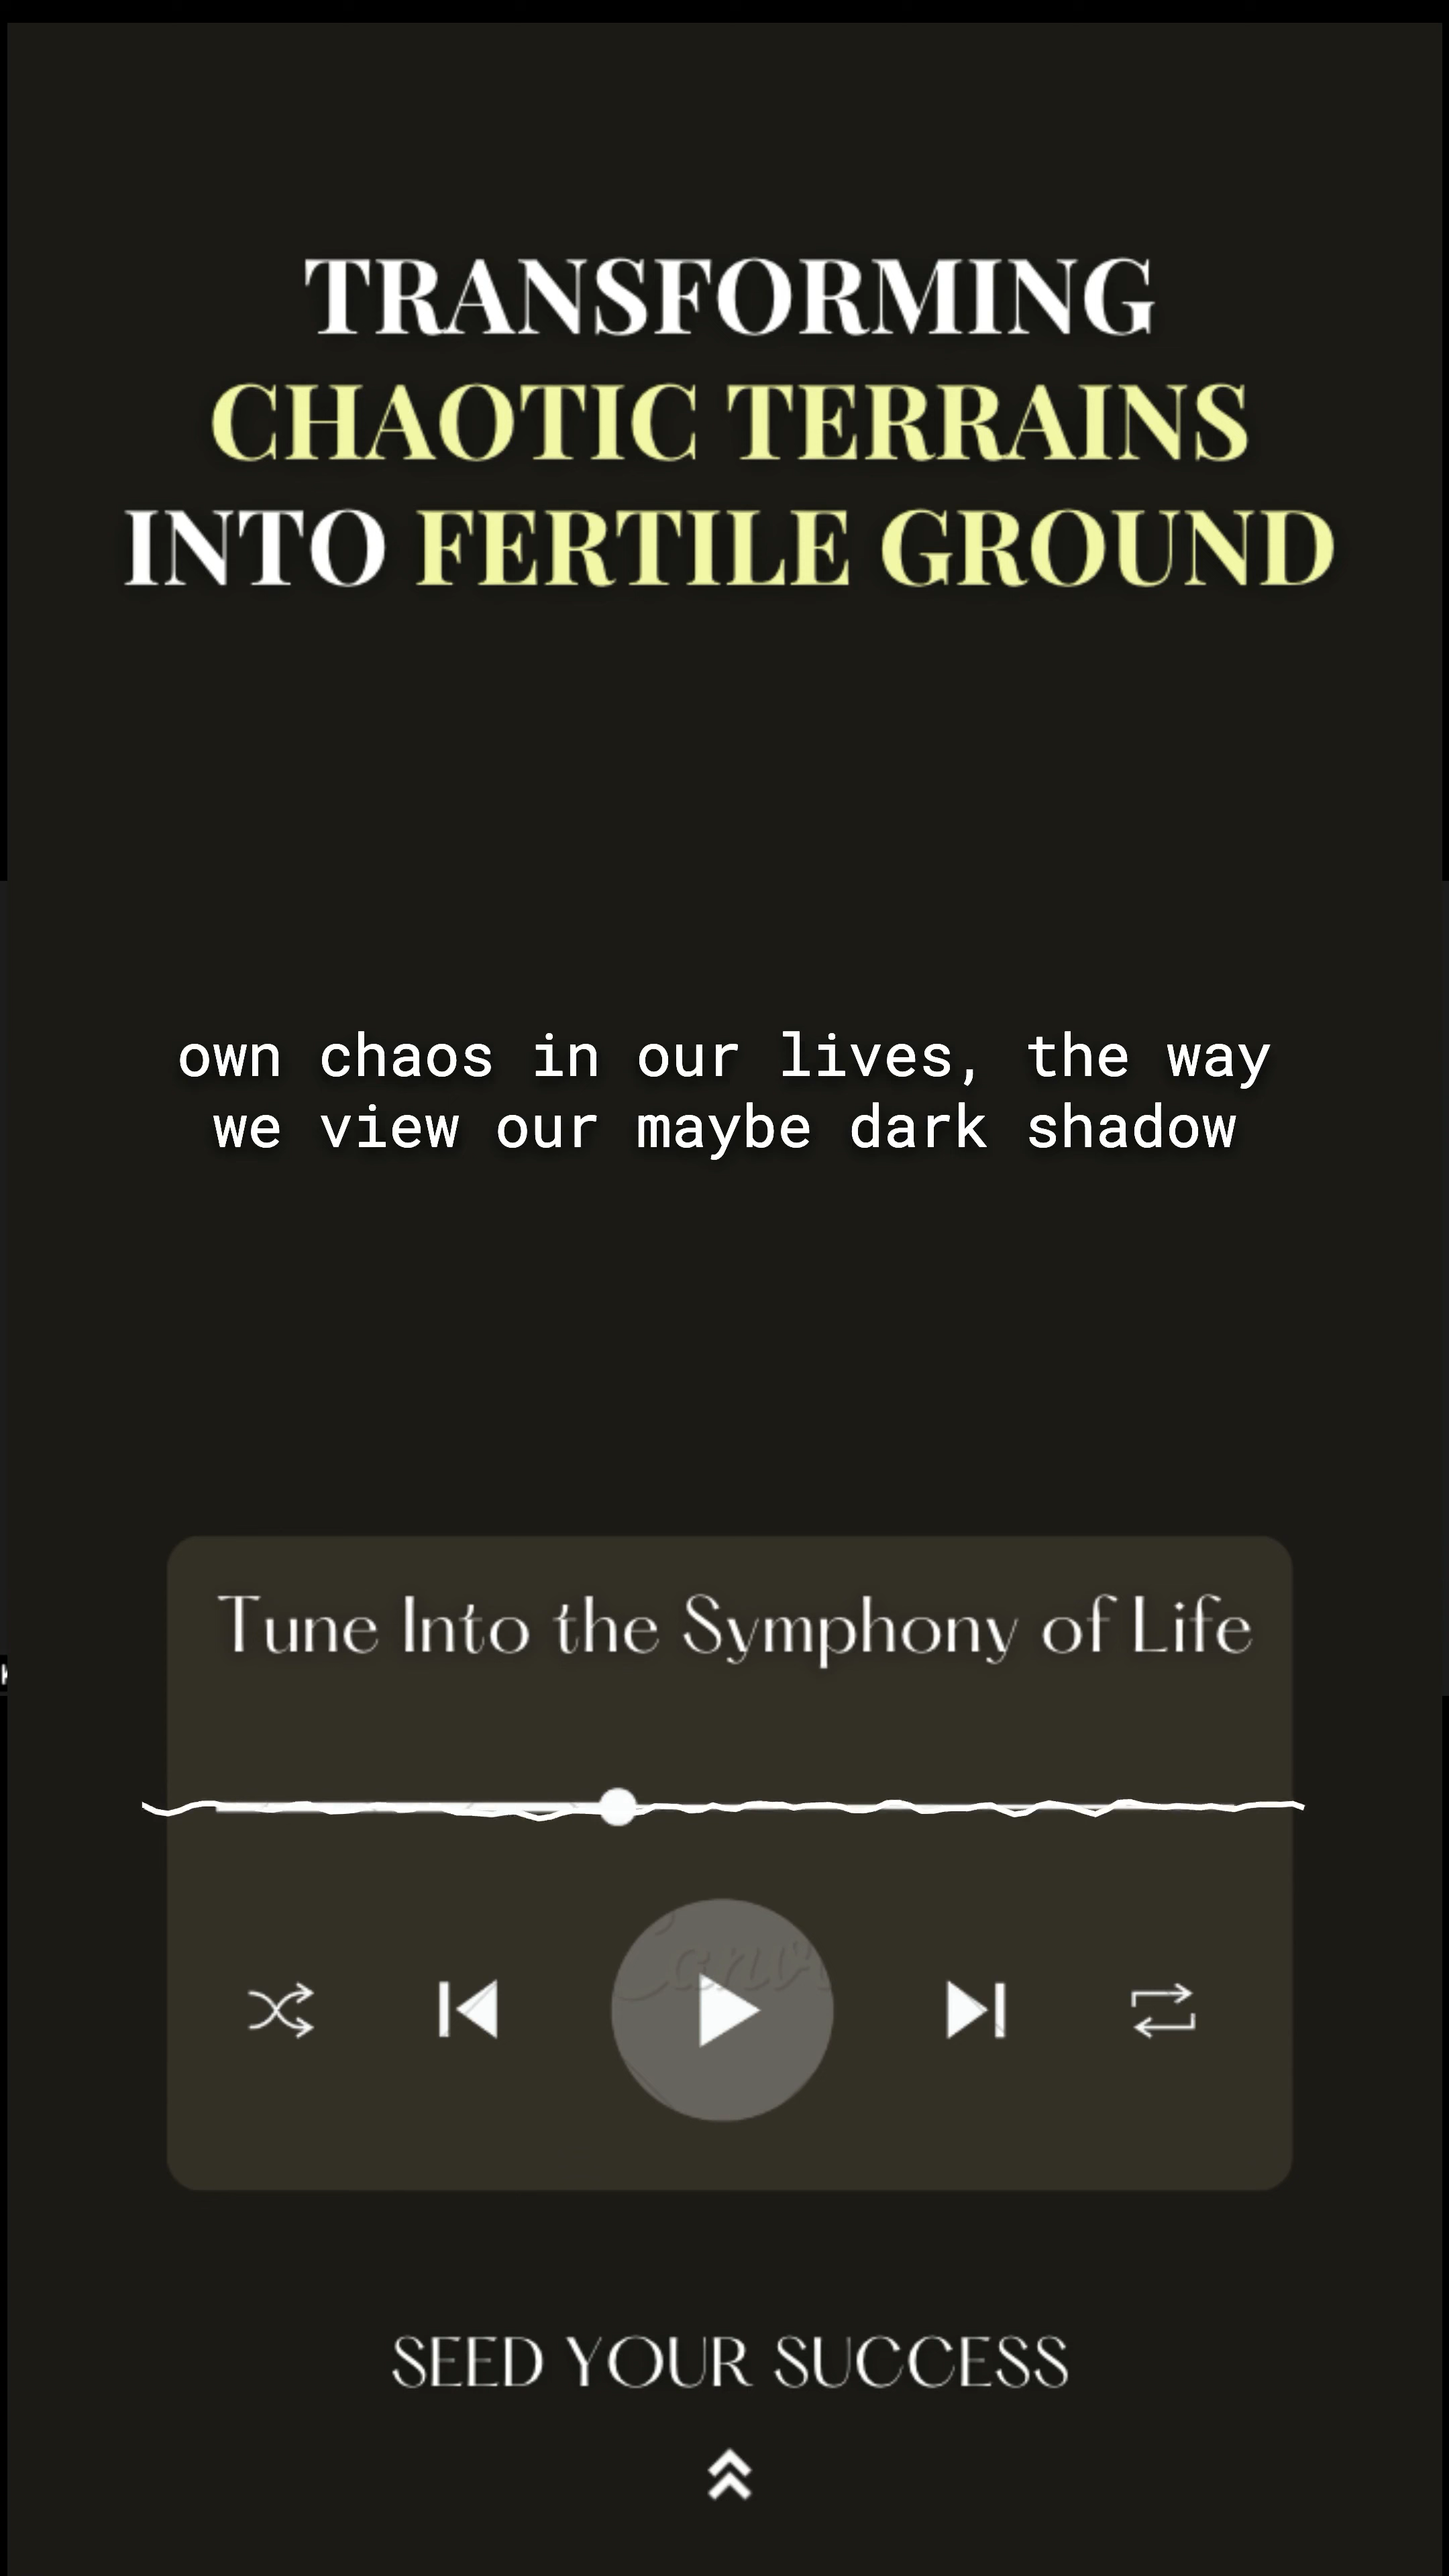 TRANSFORMING
CHAOTIC TERRAINS
INTO FERTILE GROUND
own chaos in our lives, the way
we view our maybe dark shadow
Tune Into the Symphony of Life
Canv
SEED YOUR SUCCESS